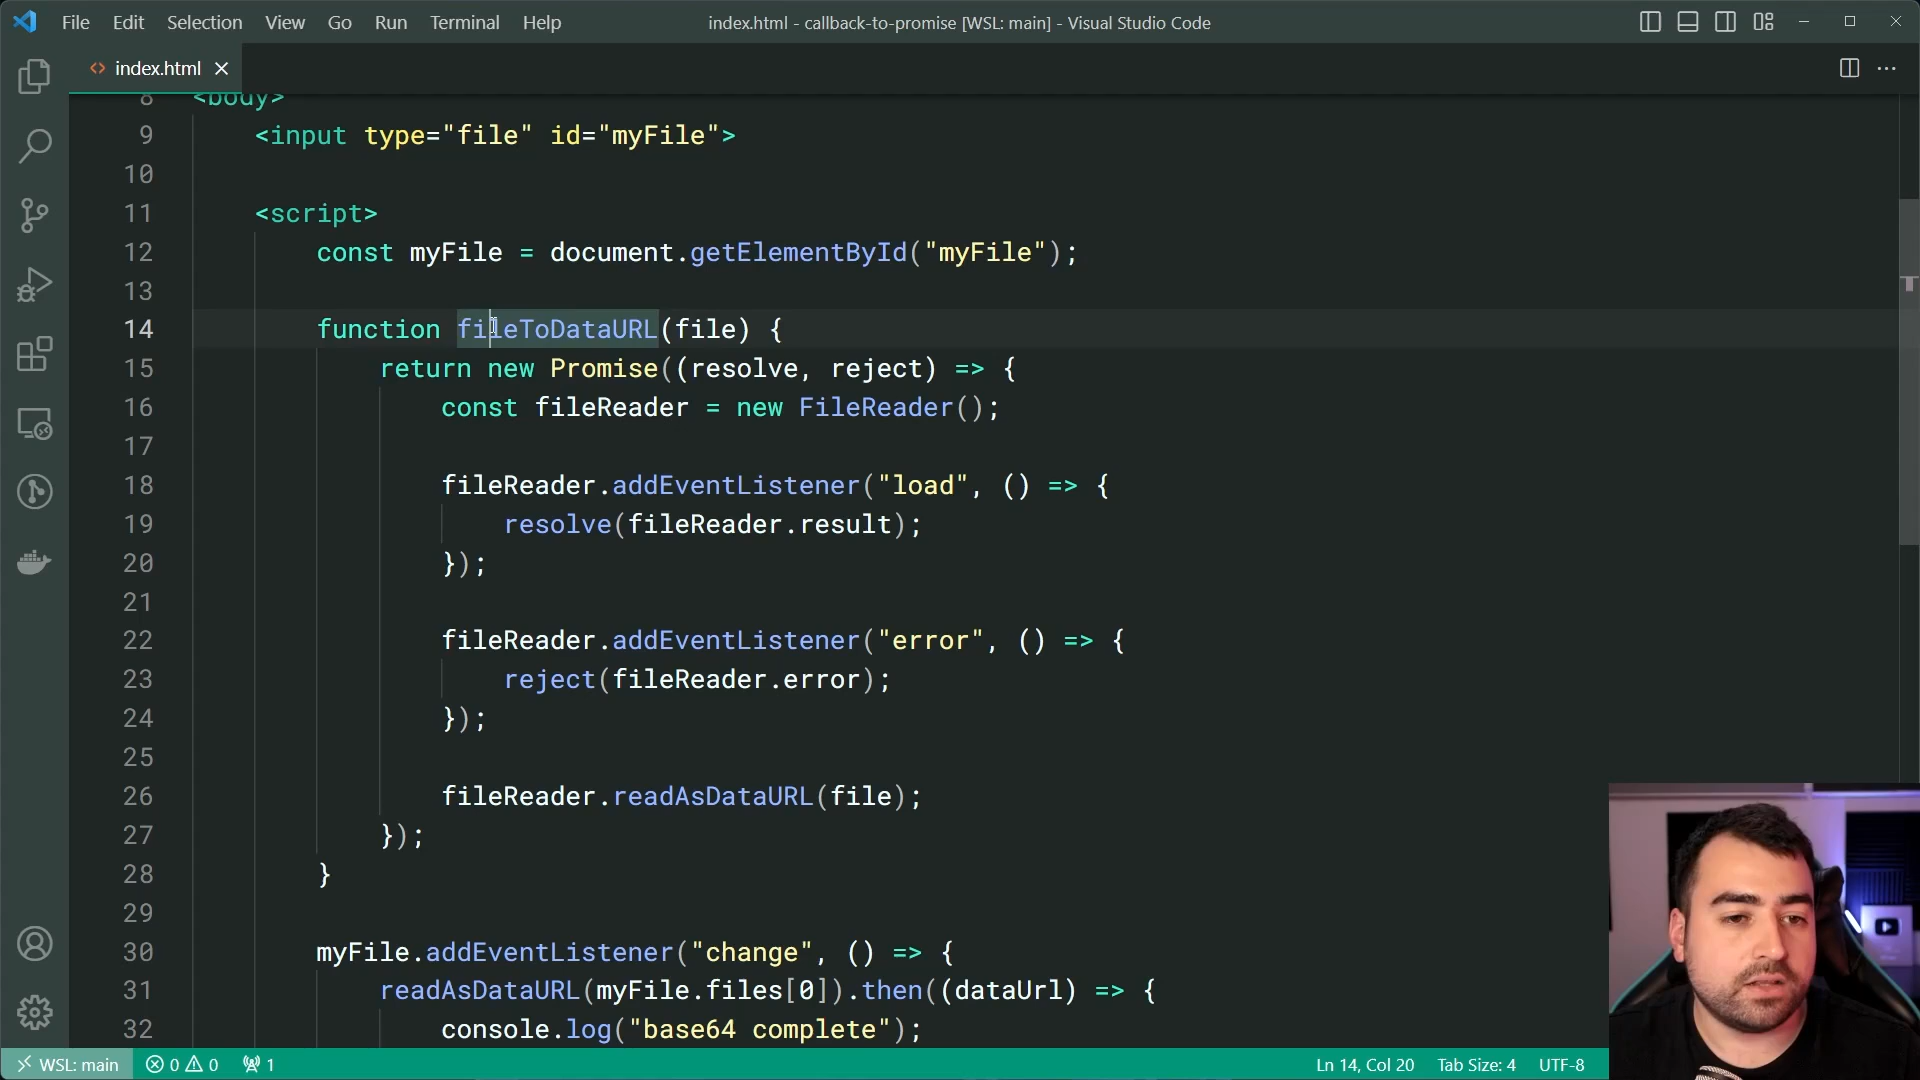 File Edit Selection View Go Run Terminal Help
index.html - callback-to-promise [WSL: main] - Visual Studio Code
index.html
8 <body>
9 <input type="file" id="myFile">
10
11 <script>
12 const myFile = document.getElementById("myFile");
13
14 function fileToDataURL(file) {
15 return new Promise((resolve, reject) => {
16 const fileReader = new FileReader();
17
18 fileReader.addEventListener("load", () => {
19 resolve(fileReader.result);
20 });
21
22 fileReader.addEventListener("error", () => {
23 reject(fileReader.error);
24 });
25
26 fileReader.readAsDataURL(file);
27 });
28 }
29
30 myFile.addEventListener("change", () => {
31 readAsDataURL(myFile.files[0]).then((dataUrl) => {
32 console.log("base64 complete");
WSL: main 0 0 1 Ln 14, Col 20 Tab Size: 4 UTF-8